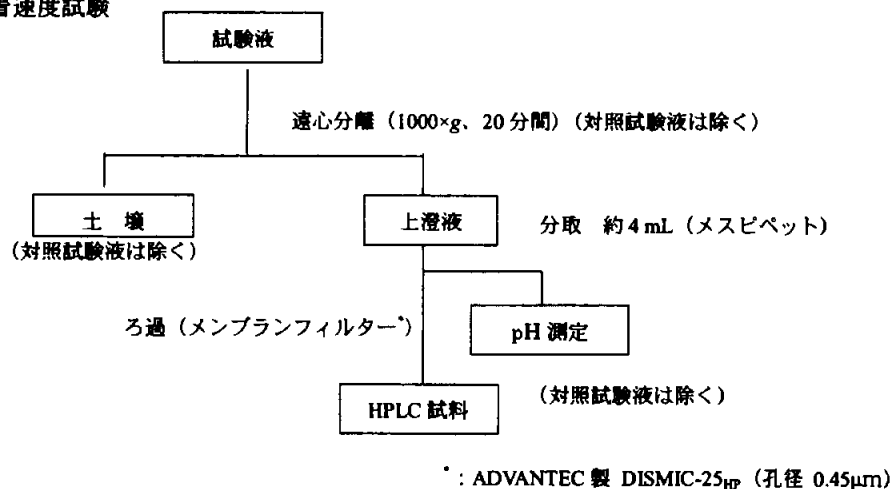 速度試験
試験液
遠心分離（1000×g、20分間）（対照試験液は除く）
土　壌
（対照試験液は除く）
上澄液
分取　約4 mL（メスピペット）
ろ過（メンブランフィルター*）
pH 測定
（対照試験液は除く）
HPLC 試料
*：ADVANTEC 製 DISMIC-25HP（孔径 0.45μm）